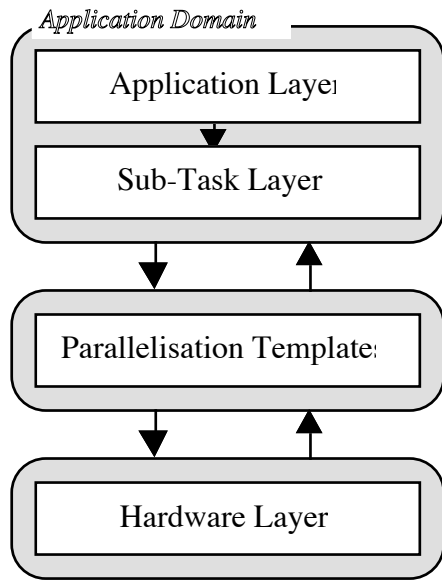 Application Domain
Application Layer
Sub-Task Layer
Parallelisation Templates
Hardware Layer